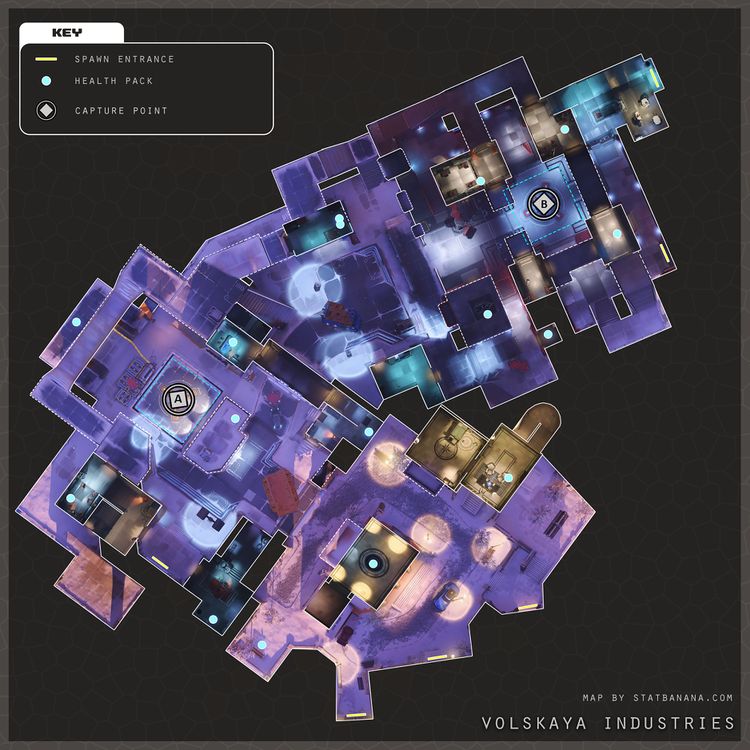 KEY
SPAWN ENTRANCE
HEALTH PACK
CAPTURE POINT
B
A
MAP BY STATBANANA.COM
VOLSKAYA INDUSTRIES